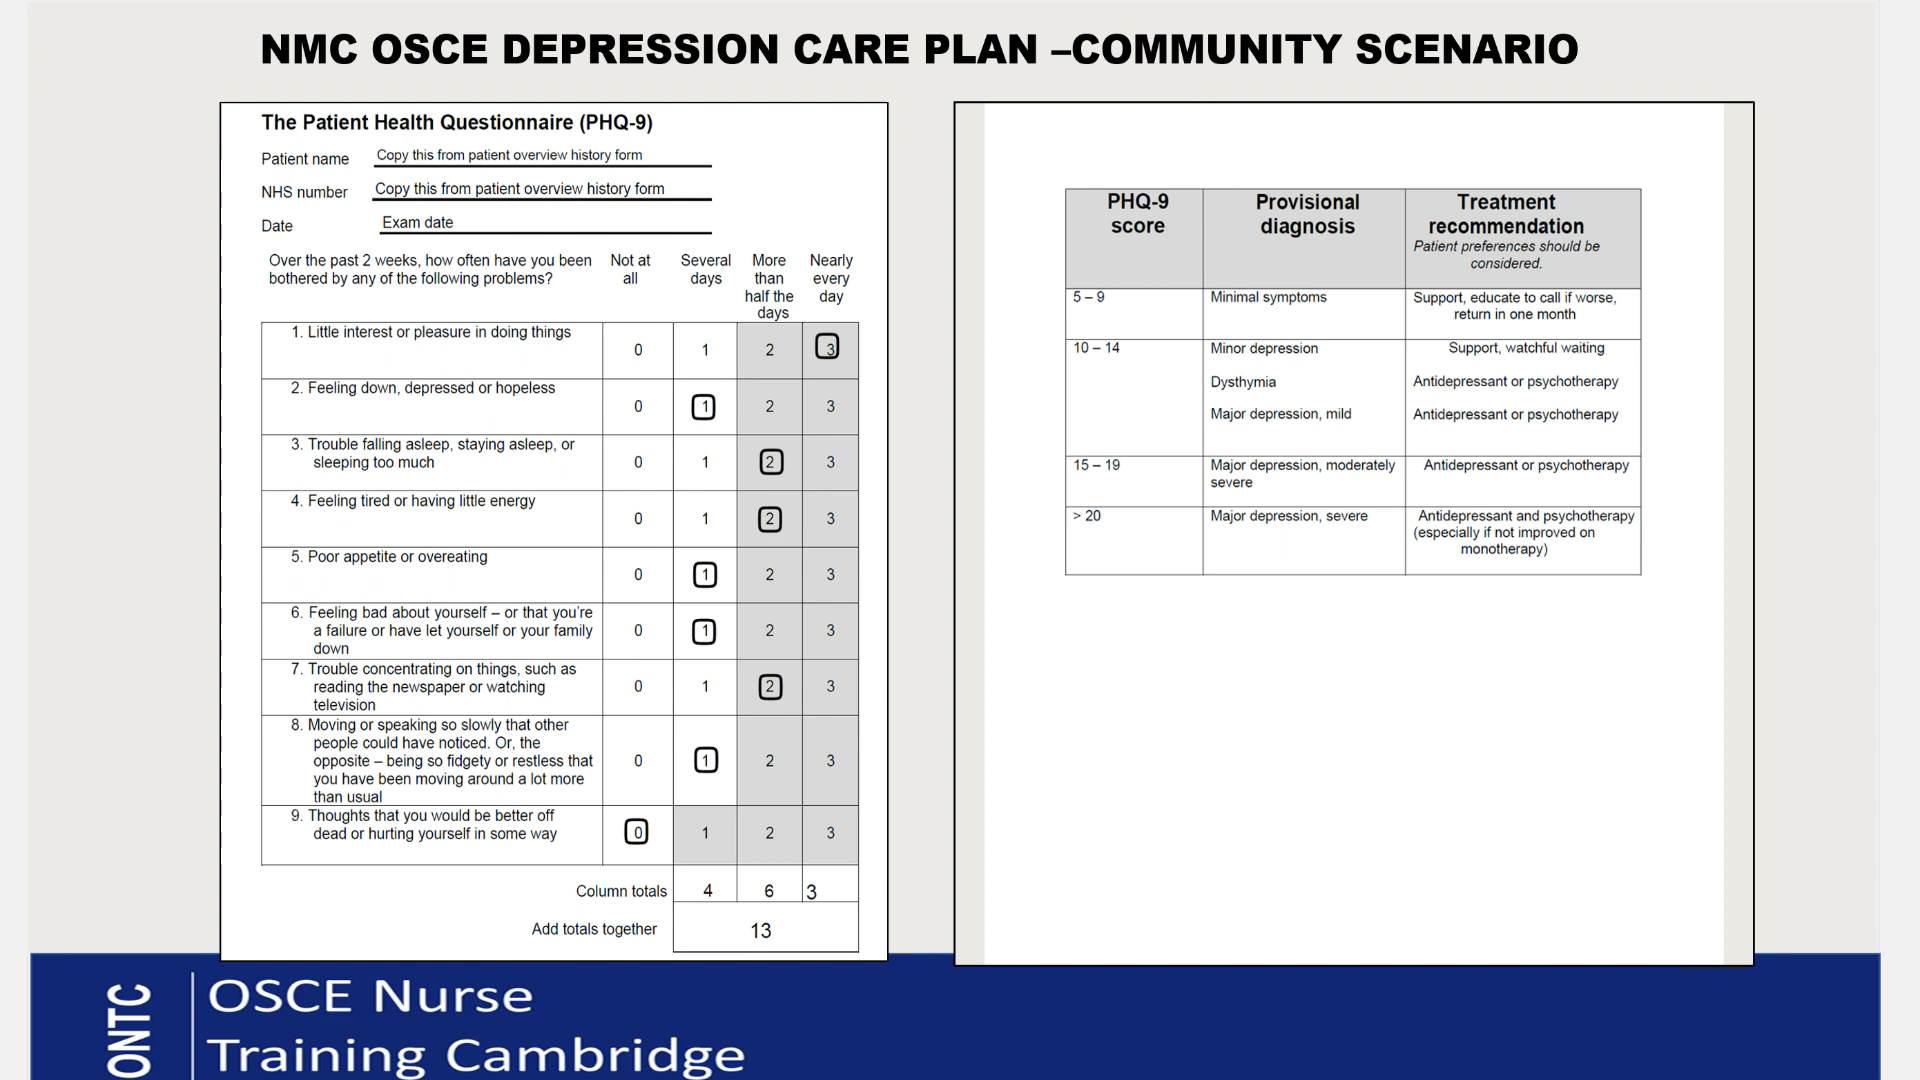 NMC OSCE DEPRESSION CARE PLAN –COMMUNITY SCENARIO
The Patient Health Questionnaire (PHQ-9)
Patient name Copy this from patient overview history form
NHS number Copy this from patient overview history form
Date Exam date
Over the past 2 weeks, how often have you been
bothered by any of the following problems?
Not at
all
Several
days
More
than
half the
days
Nearly
every
day
1. Little interest or pleasure in doing things
0 1 2 3
2. Feeling down, depressed or hopeless
0 1 2 3
3. Trouble falling asleep, staying asleep, or
sleeping too much
0 1 2 3
4. Feeling tired or having little energy
0 1 2 3
5. Poor appetite or overeating
0 1 2 3
6. Feeling bad about yourself – or that you're
a failure or have let yourself or your family
down
0 1 2 3
7. Trouble concentrating on things, such as
reading the newspaper or watching
television
0 1 2 3
8. Moving or speaking so slowly that other
people could have noticed. Or, the
opposite – being so fidgety or restless that
you have been moving around a lot more
than usual
0 1 2 3
9. Thoughts that you would be better off
dead or hurting yourself in some way
0 1 2 3
Column totals 4 6 3
Add totals together 13
PHQ-9
score
Provisional
diagnosis
Treatment
recommendation
Patient preferences should be
considered.
5 – 9
Minimal symptoms
Support, educate to call if worse,
return in one month
10 – 14
Minor depression
Support, watchful waiting
Dysthymia
Antidepressant or psychotherapy
Major depression, mild
Antidepressant or psychotherapy
15 – 19
Major depression, moderately
severe
Antidepressant or psychotherapy
> 20
Major depression, severe
Antidepressant and psychotherapy
(especially if not improved on
monotherapy)
ONTC
OSCE Nurse
Training Cambridge